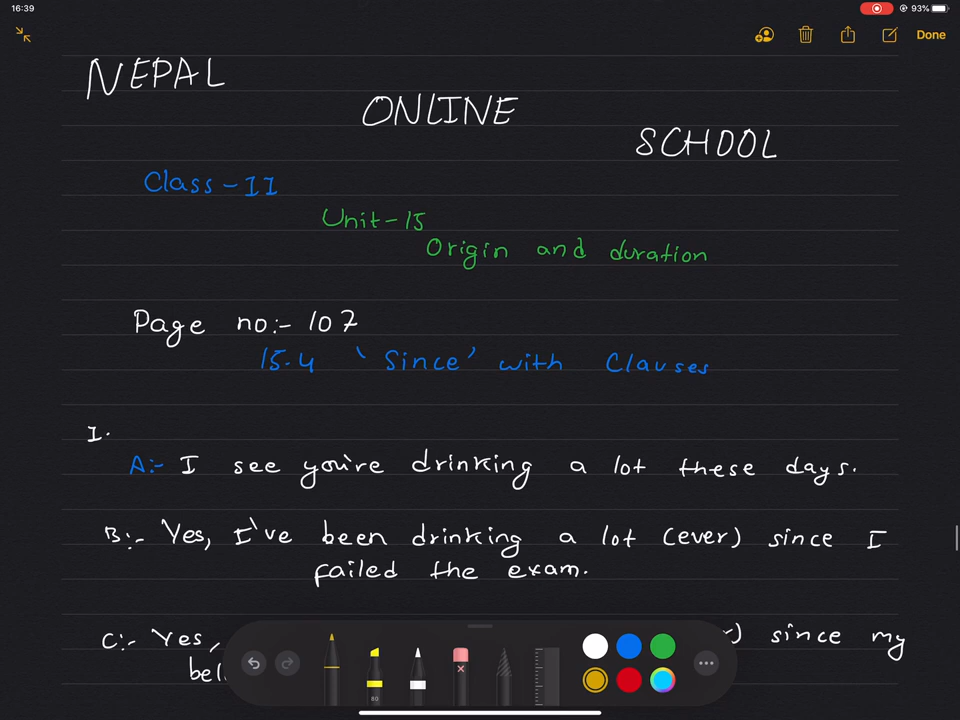 16:39
93%
Done
NEPAL
ONLINE
SCHOOL
Class - II
Unit - 15
Origin and duration
Page no:- 107
15.4 'Since' with Clauses
I.
A:- I see you're drinking a lot these days.
B:- Yes, I've been drinking a lot (ever) since I
failed the exam.
C:- Yes, since my
80